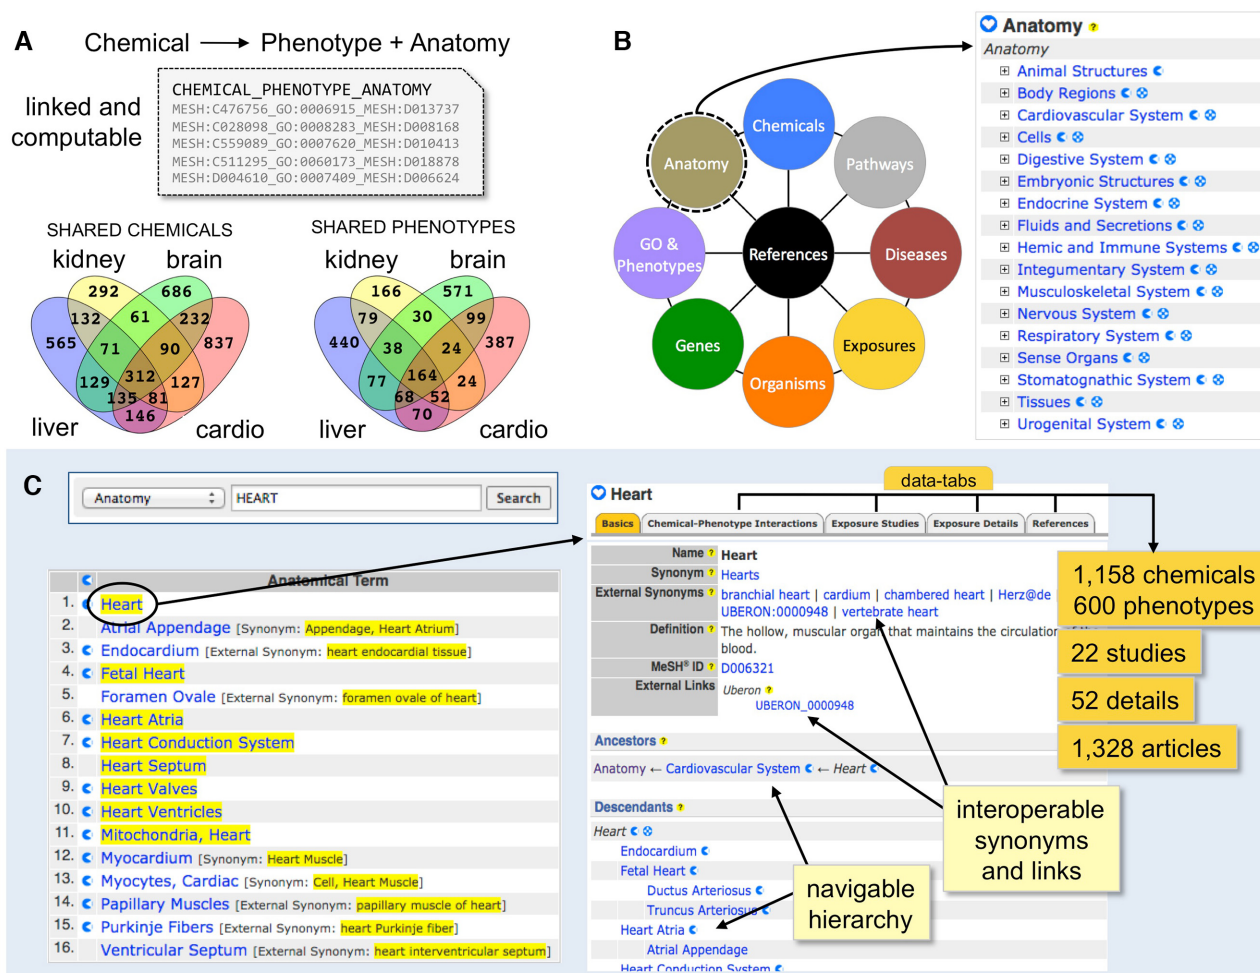 A
Chemical → Phenotype + Anatomy
linked and
computable
CHEMICAL_PHENOTYPE_ANATOMY
MESH:C476756_GO:0006915_MESH:D013737
MESH:C028098_GO:0008283_MESH:D008168
MESH:C559089_GO:0007620_MESH:D010413
MESH:C511295_GO:0060173_MESH:D018878
MESH:D004610_GO:0007409_MESH:D006624
SHARED CHEMICALS
kidney brain
292 686
132 61 232
565 71 90 837
312
129 127
135 81
146
liver cardio
SHARED PHENOTYPES
kidney brain
166 571
79 30 99
440 38 24 387
164
77 24
68 52
70
liver cardio
B
Chemicals
Anatomy
Pathways
GO &
Phenotypes
References
Diseases
Genes
Exposures
Organisms
Anatomy ?
Anatomy
Animal Structures
Body Regions
Cardiovascular System
Cells
Digestive System
Embryonic Structures
Endocrine System
Fluids and Secretions
Hemic and Immune Systems
Integumentary System
Musculoskeletal System
Nervous System
Respiratory System
Sense Organs
Stomatognathic System
Tissues
Urogenital System
C
Anatomy HEART Search
Anatomical Term
1. Heart
2. Atrial Appendage [Synonym: Appendage, Heart Atrium]
3. Endocardium [External Synonym: heart endocardial tissue]
4. Fetal Heart
5. Foramen Ovale [External Synonym: foramen ovale of heart]
6. Heart Atria
7. Heart Conduction System
8. Heart Septum
9. Heart Valves
10. Heart Ventricles
11. Mitochondria, Heart
12. Myocardium [Synonym: Heart Muscle]
13. Myocytes, Cardiac [Synonym: Cell, Heart Muscle]
14. Papillary Muscles [External Synonym: papillary muscle of heart]
15. Purkinje Fibers [External Synonym: heart Purkinje fiber]
16. Ventricular Septum [External Synonym: heart interventricular septum]
data-tabs
Heart
Basics Chemical-Phenotype Interactions Exposure Studies Exposure Details References
Name ? Heart
Synonym ? Hearts
External Synonyms ? branchial heart | cardium | chambered heart | Herz@de
UBERON:0000948 | vertebrate heart
Definition ? The hollow, muscular organ that maintains the circulation of the
blood.
MeSH® ID ? D006321
External Links Uberon ?
UBERON_0000948
Ancestors ?
Anatomy ← Cardiovascular System ← Heart
Descendants ?
Heart
Endocardium
Fetal Heart
Ductus Arteriosus
Truncus Arteriosus
Heart Atria
Atrial Appendage
Heart Conduction System
1,158 chemicals
600 phenotypes
22 studies
52 details
1,328 articles
interoperable
synonyms
and links
navigable
hierarchy